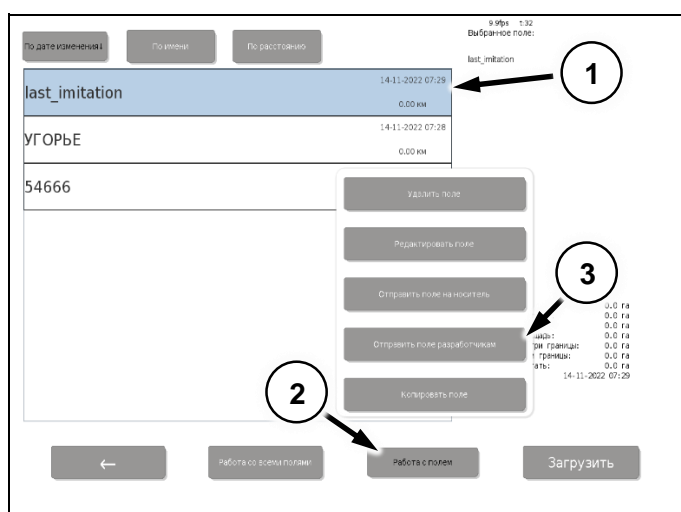 9.9fps t:32
Выбранное поле:
По дате изменения⬇
По имени
По расстоянию
last_imitation
1
last_imitation
14-11-2022 07:29
0.00 км
УГОРЬЕ
14-11-2022 07:28
0.00 км
54666
Удалить поле
Редактировать поле
3
Отправить поле на носитель
0.0 га
0.0 га
Отправить поле разработчикам
0.0 га
ри границы: 0.0 га
границы: 0.0 га
0.0 га
14-11-2022 07:29
Копировать поле
2
←
Работа со всеми полями
Работа с полем
Загрузить